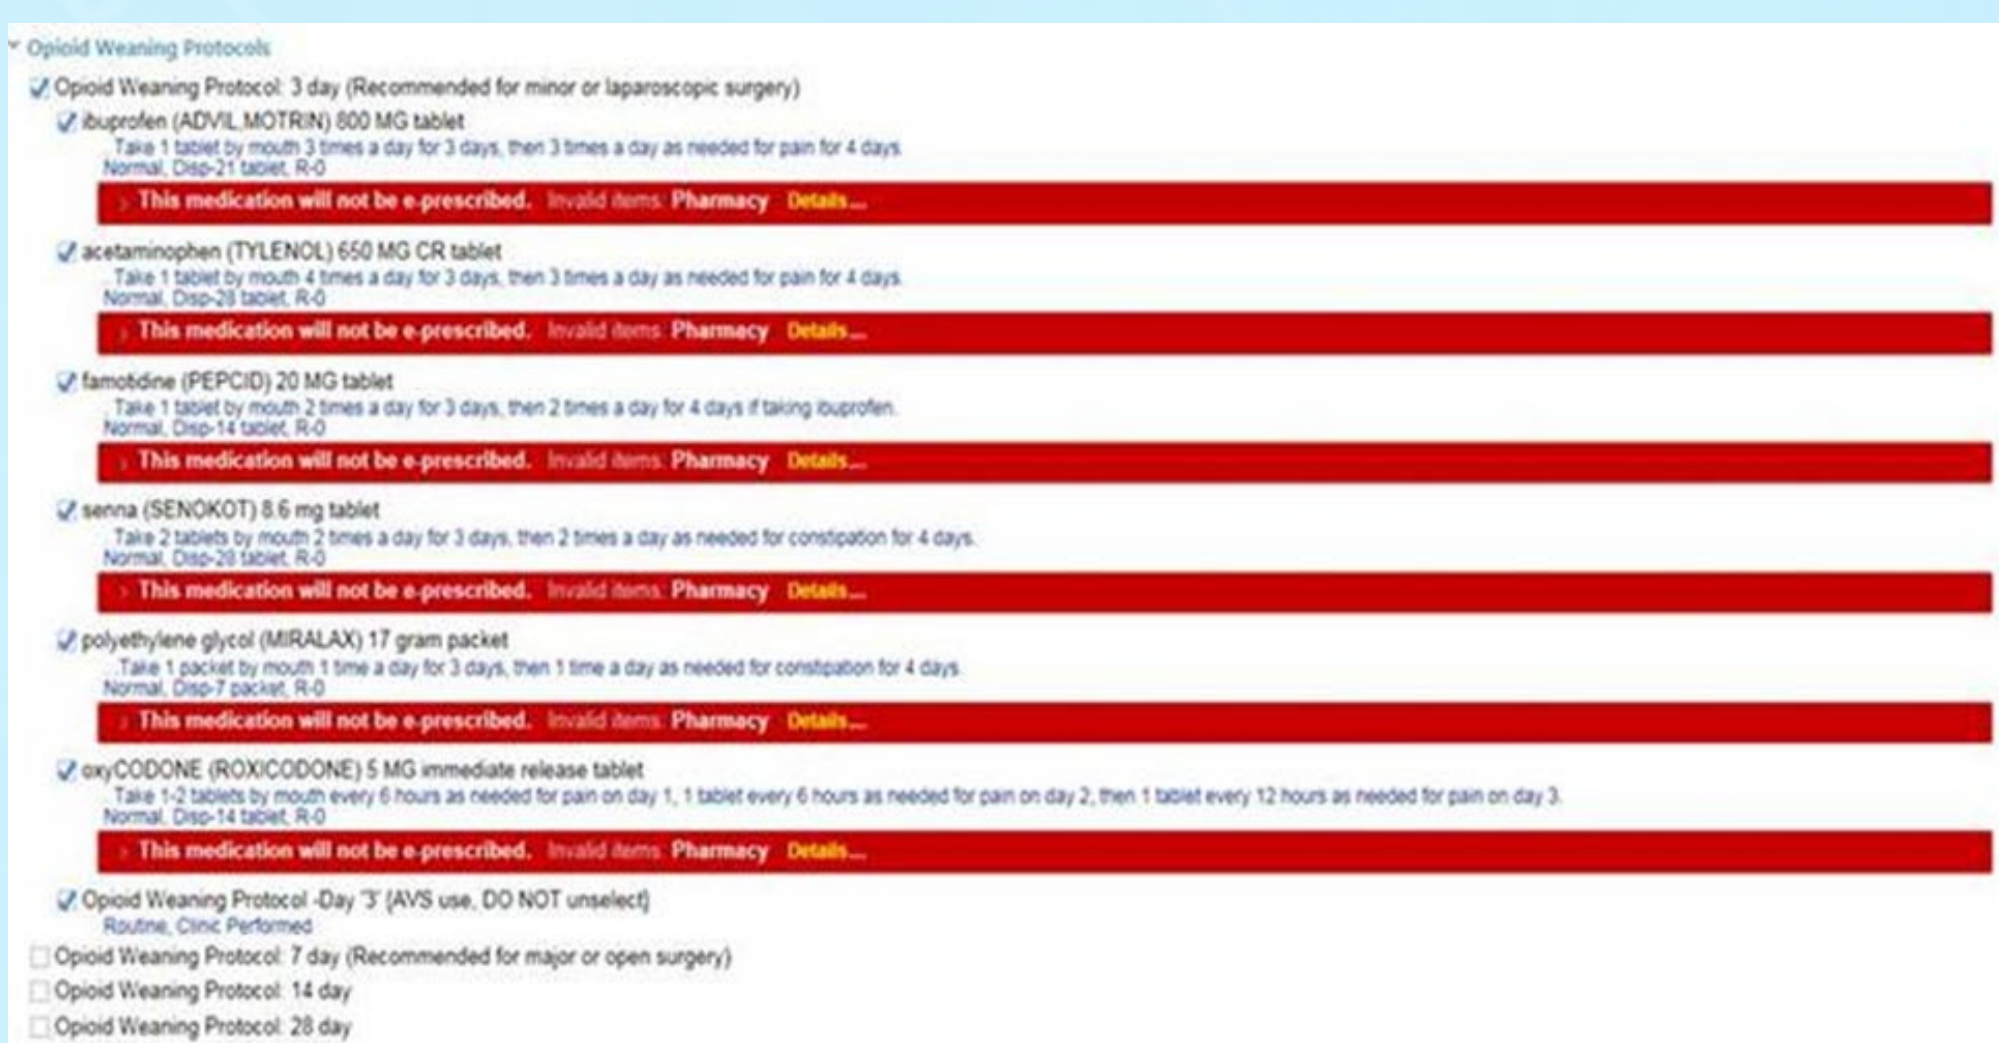 Opioid Weaning Protocols
Opioid Weaning Protocol: 3 day (Recommended for minor or laparoscopic surgery)
ibuprofen (ADVIL,MOTRIN) 800 MG tablet
Take 1 tablet by mouth 3 times a day for 3 days, then 3 times a day as needed for pain for 4 days.
Normal, Disp-21 tablet, R-0
This medication will not be e-prescribed. Invalid items: Pharmacy Details...
acetaminophen (TYLENOL) 650 MG CR tablet
Take 1 tablet by mouth 4 times a day for 3 days, then 3 times a day as needed for pain for 4 days.
Normal, Disp-28 tablet, R-0
This medication will not be e-prescribed. Invalid items: Pharmacy Details...
famotidine (PEPCID) 20 MG tablet
Take 1 tablet by mouth 2 times a day for 3 days, then 2 times a day for 4 days if taking ibuprofen.
Normal, Disp-14 tablet, R-0
This medication will not be e-prescribed. Invalid items: Pharmacy Details...
senna (SENOKOT) 8.6 mg tablet
Take 2 tablets by mouth 2 times a day for 3 days, then 2 times a day as needed for constipation for 4 days.
Normal, Disp-28 tablet, R-0
This medication will not be e-prescribed. Invalid items: Pharmacy Details...
polyethylene glycol (MIRALAX) 17 gram packet
Take 1 packet by mouth 1 time a day for 3 days, then 1 time a day as needed for constipation for 4 days.
Normal, Disp-7 packet, R-0
This medication will not be e-prescribed. Invalid items: Pharmacy Details...
oxyCODONE (ROXICODONE) 5 MG immediate release tablet
Take 1-2 tablets by mouth every 6 hours as needed for pain on day 1, 1 tablet every 6 hours as needed for pain on day 2, then 1 tablet every 12 hours as needed for pain on day 3.
Normal, Disp-14 tablet, R-0
This medication will not be e-prescribed. Invalid items: Pharmacy Details...
Opioid Weaning Protocol -Day '3' (AVS use, DO NOT unselect)
Routine, Clinic Performed
Opioid Weaning Protocol: 7 day (Recommended for major or open surgery)
Opioid Weaning Protocol: 14 day
Opioid Weaning Protocol: 28 day